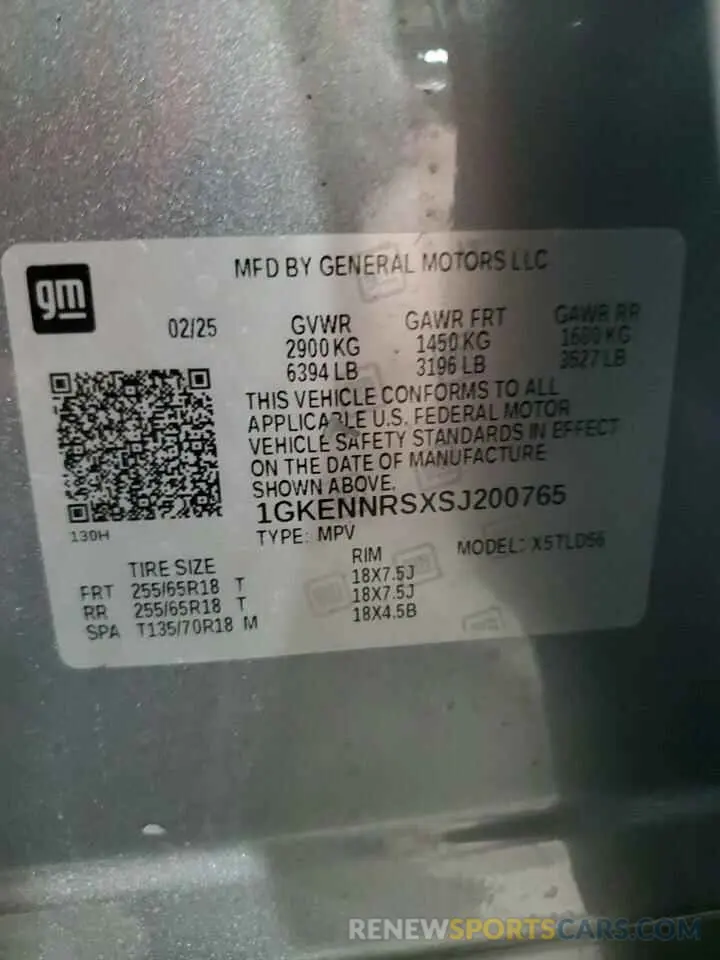 MFD BY GENERAL MOTORS LLC
gm
02/25 GVWR GAWR FRT GAWR RR
2900 KG 1450 KG 1600 KG
6394 LB 3196 LB 3527 LB
THIS VEHICLE CONFORMS TO ALL
APPLICABLE U.S. FEDERAL MOTOR
VEHICLE SAFETY STANDARDS IN EFFECT
ON THE DATE OF MANUFACTURE
SHOWN ABOVE.
1GKENNRSXSJ200765
130H
TYPE: MPV MODEL: X5TLD56
TIRE SIZE RIM
FRT 255/65R18 T 18X7.5J
RR 255/65R18 T 18X7.5J
SPA T135/70R18 M 18X4.5B
RENEWSPORTSCARS.COM